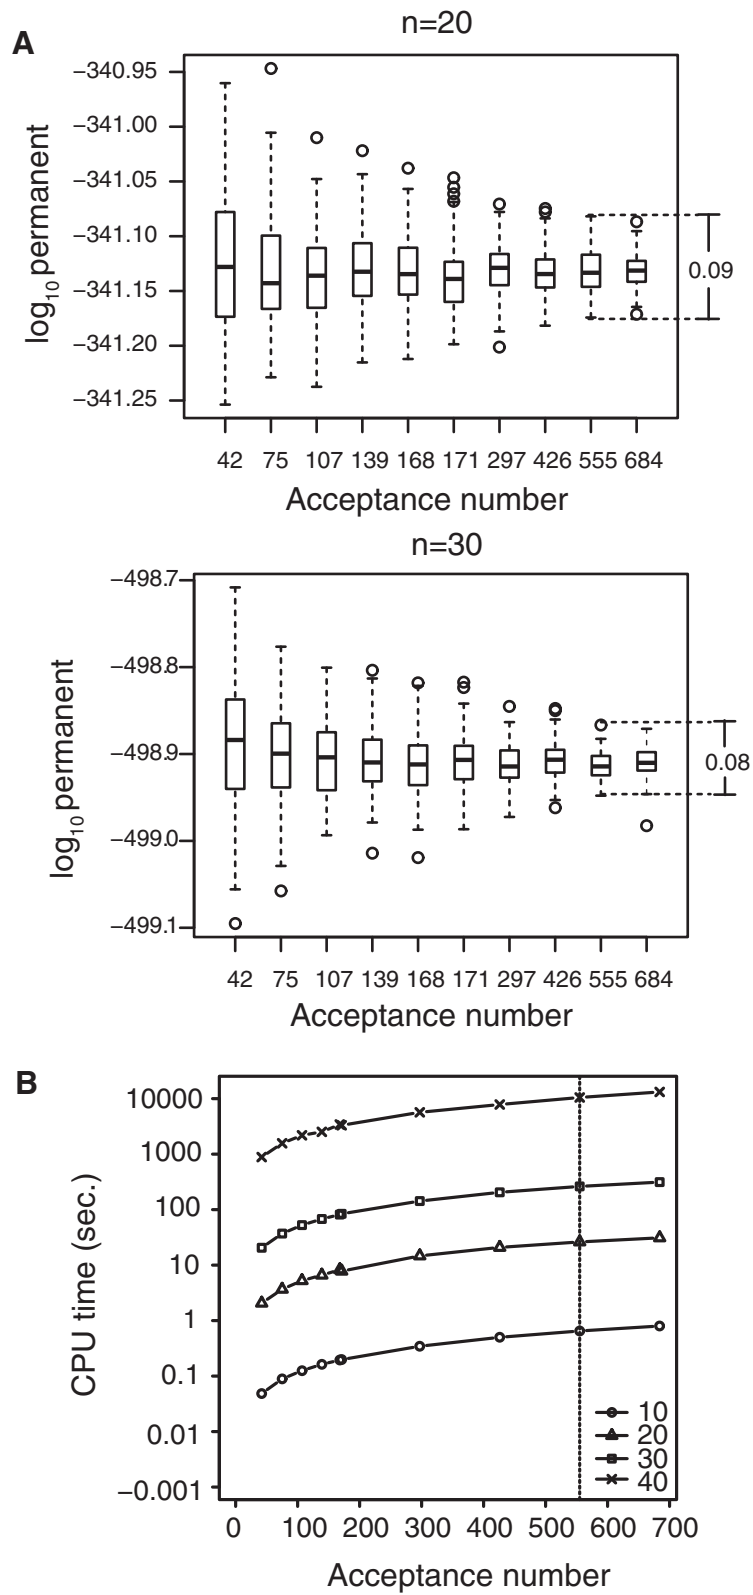 A
n=20
−340.95
−341.00
−341.05
−341.10
−341.15
−341.20
−341.25
log10 permanent
0.09
42 75 107 139 168 171 297 426 555 684
Acceptance number
n=30
−498.7
−498.8
−498.9
−499.0
−499.1
log10 permanent
0.08
42 75 107 139 168 171 297 426 555 684
Acceptance number
B
10000
1000
100
10
1
0.1
0.01
−0.001
CPU time (sec.)
10
20
30
40
0 100 200 300 400 500 600 700
Acceptance number